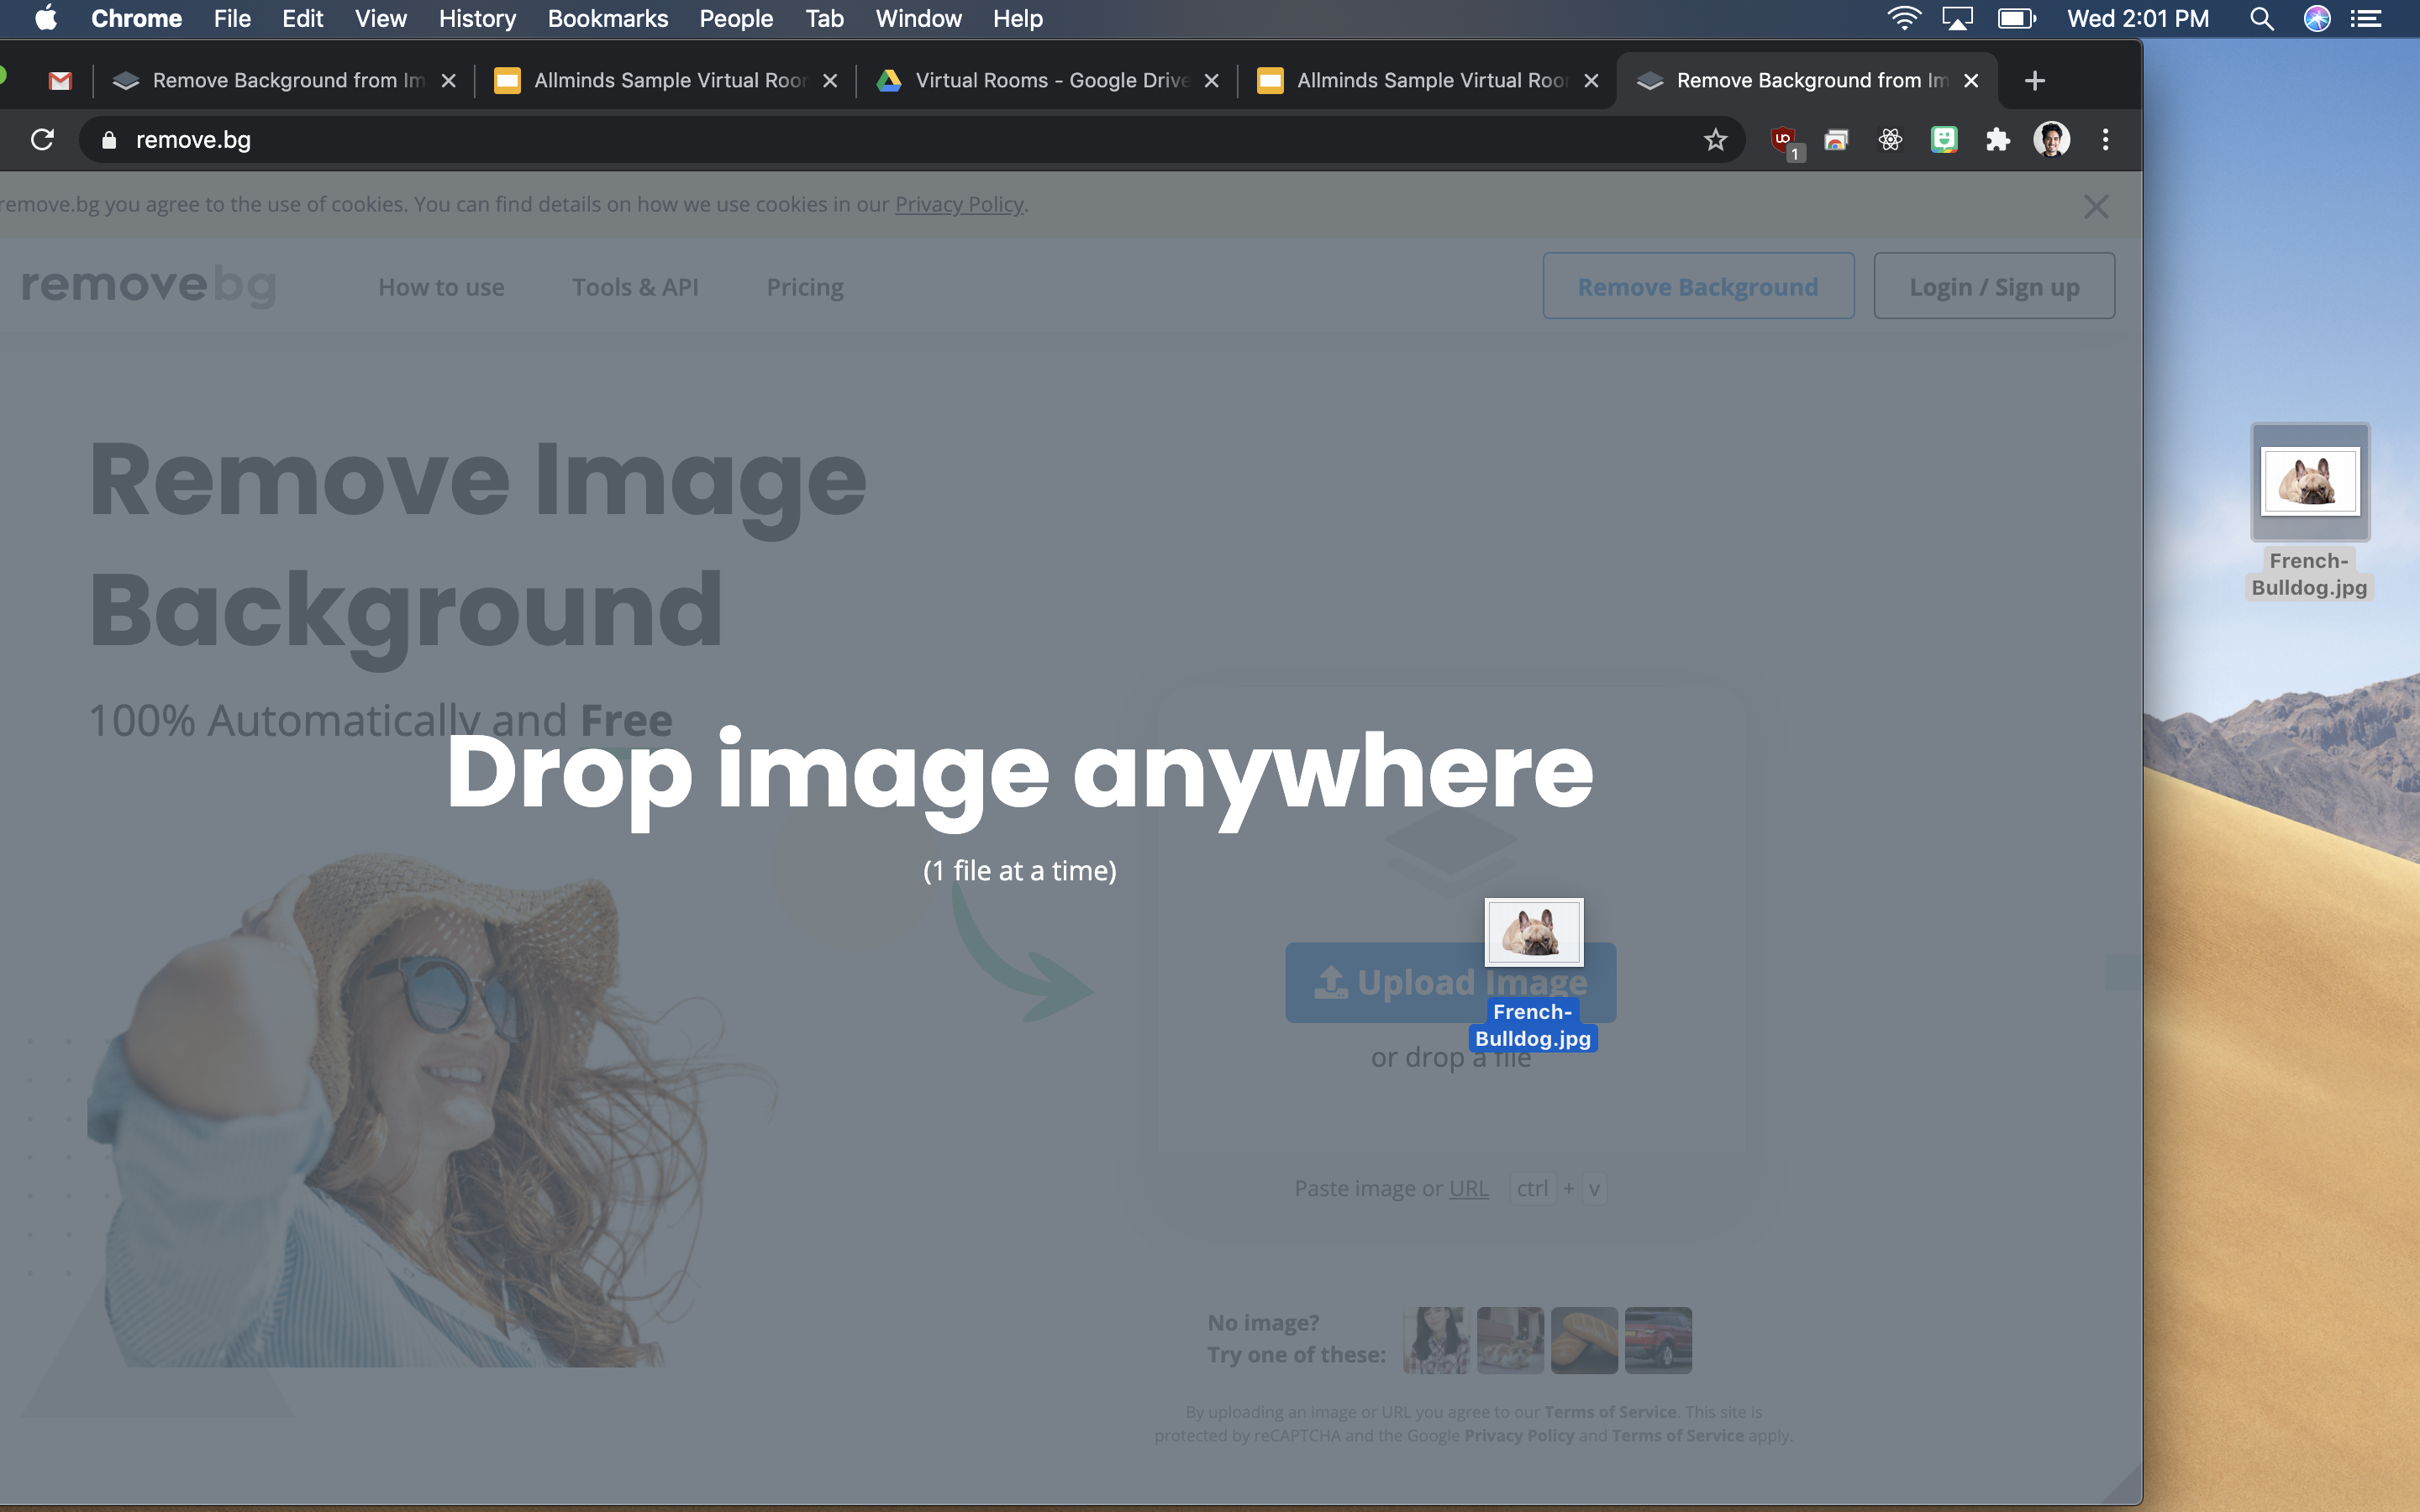 Chrome File Edit View History Bookmarks People Tab Window Help Wed 2:01 PM
Remove Background from Im Allminds Sample Virtual Roor Virtual Rooms - Google Drive Allminds Sample Virtual Roor Remove Background from Im
remove.bg
1
remove.bg you agree to the use of cookies. You can find details on how we use cookies in our Privacy Policy.
removebg How to use Tools & API Pricing Remove Background Login / Sign up
Remove Image
Background
100% Automatically and Free
Drop image anywhere
(1 file at a time)
Upload Image
or drop a file
Paste image or URL ctrl + v
No image?
Try one of these:
By uploading an image or URL you agree to our Terms of Service. This site is
protected by reCAPTCHA and the Google Privacy Policy and Terms of Service apply.
French-
Bulldog.jpg
French-
Bulldog.jpg